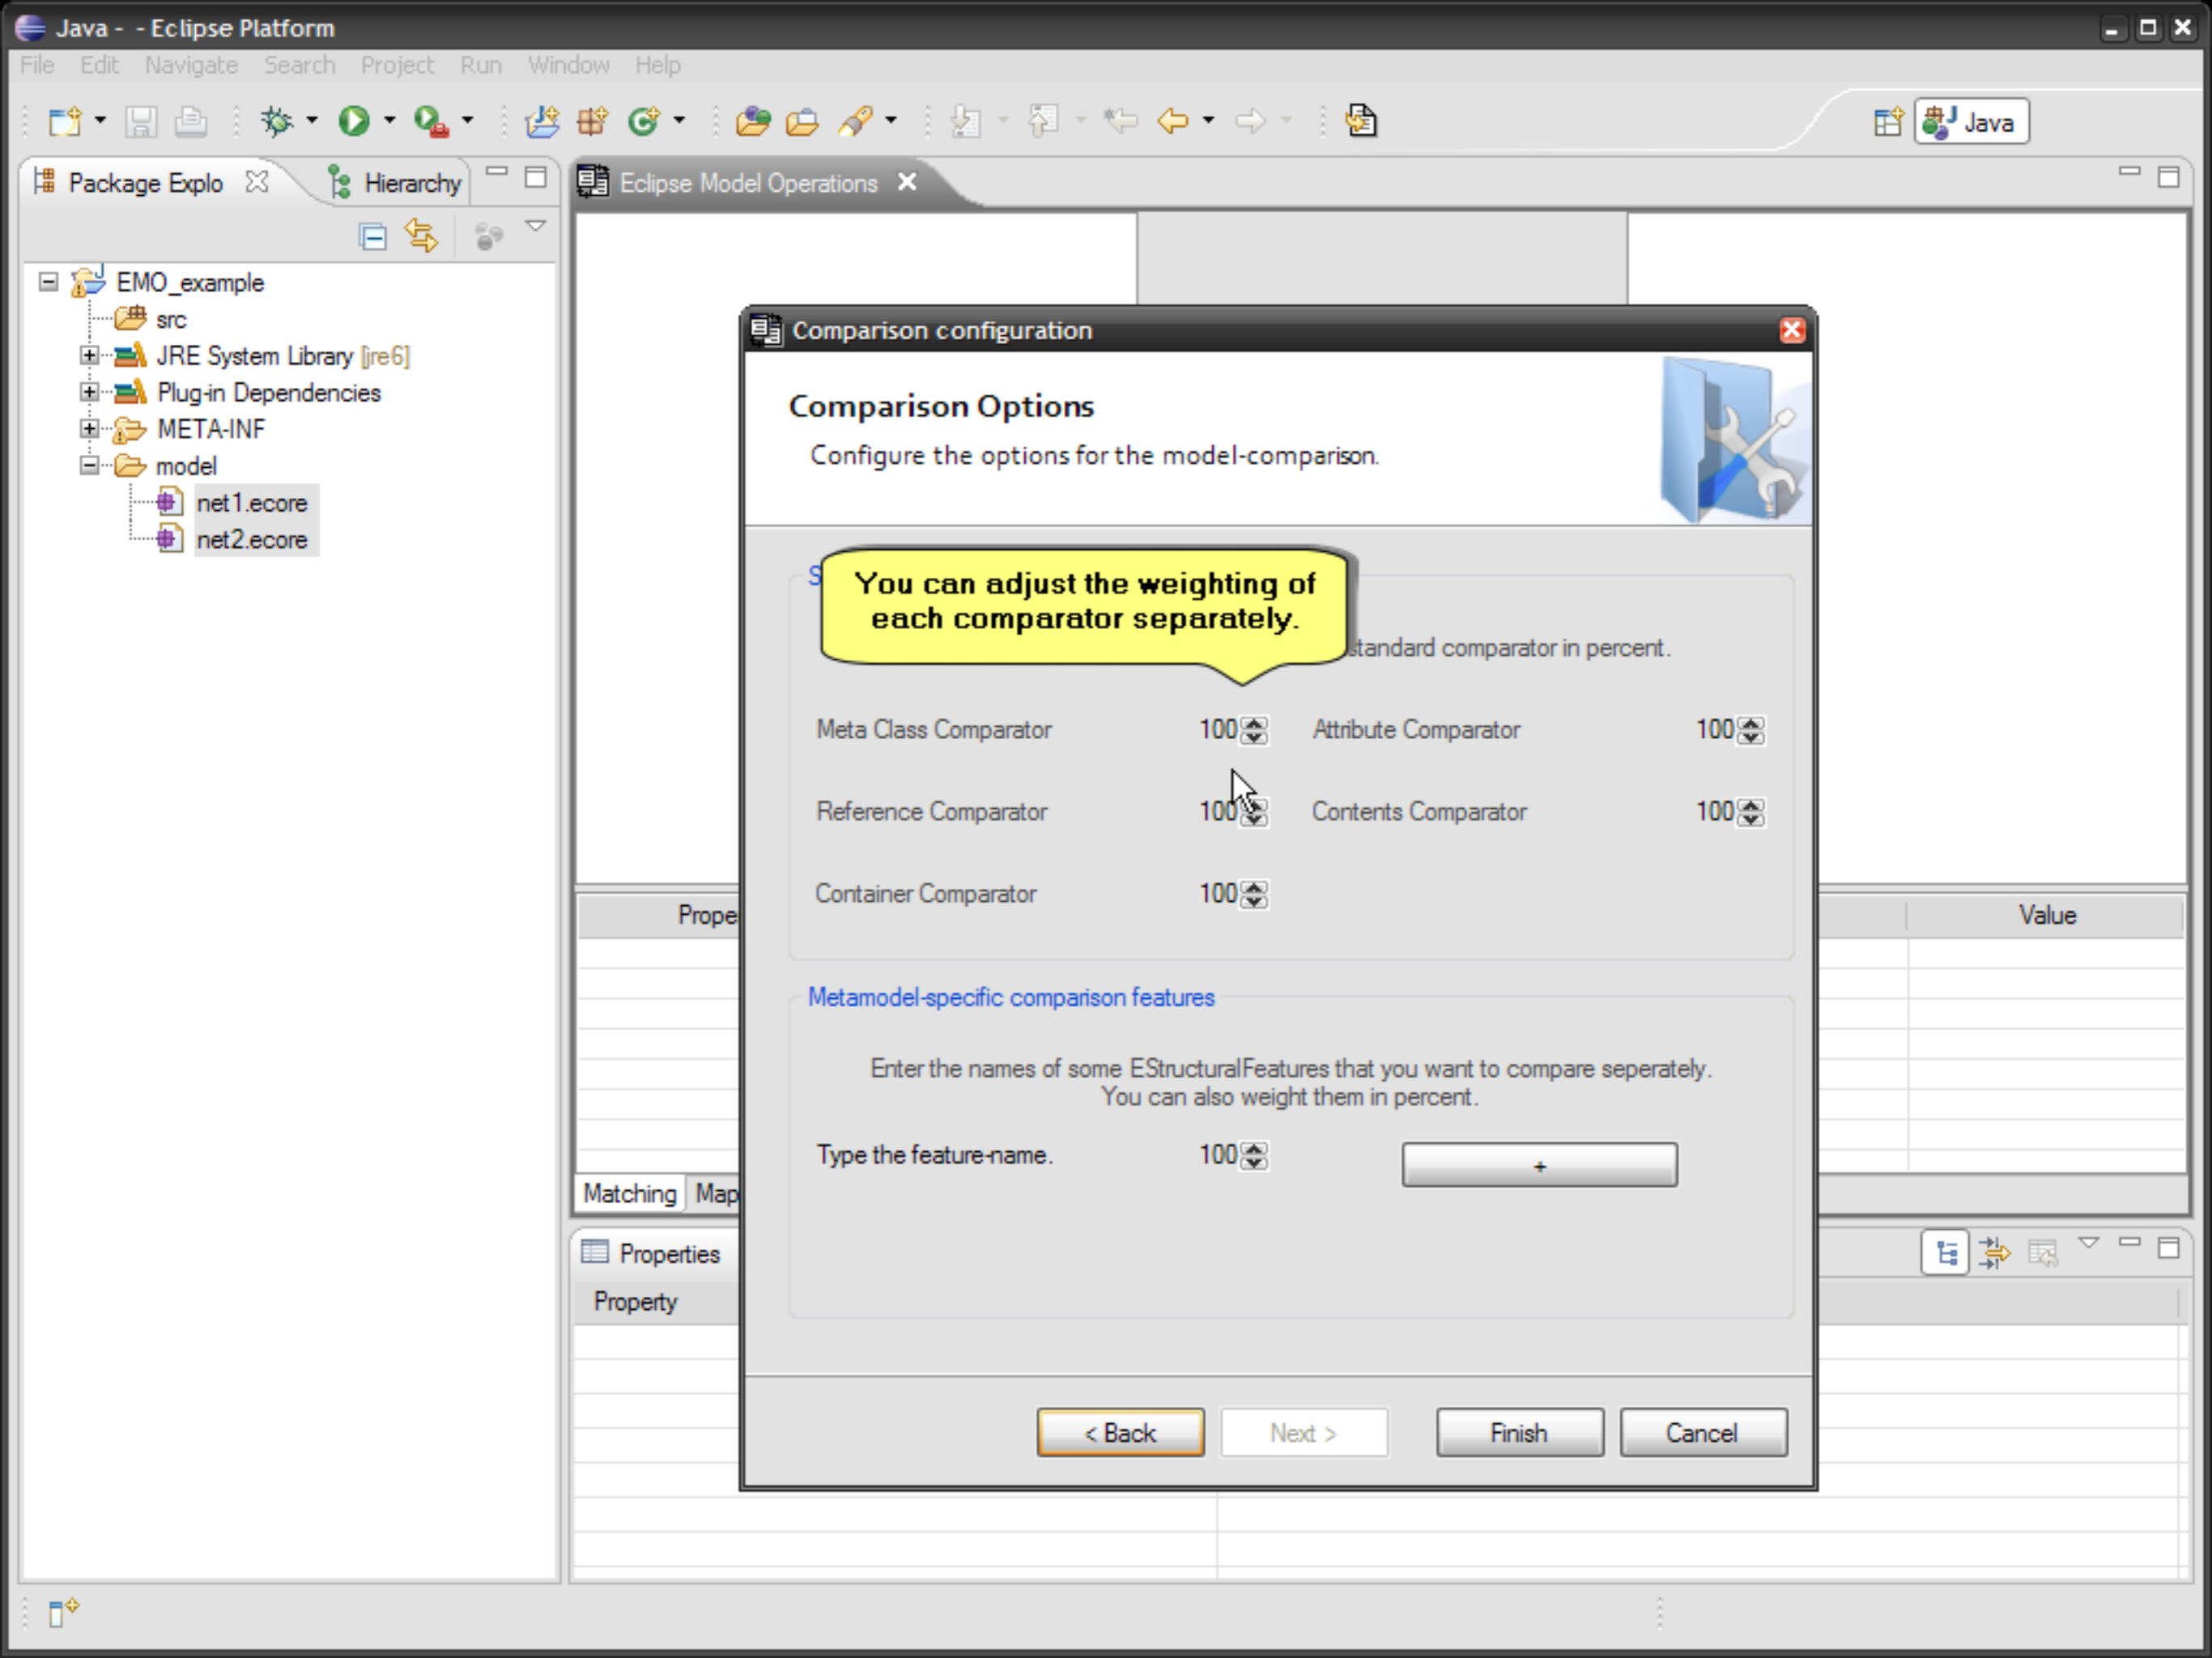 Java -  - Eclipse Platform
File Edit Navigate Search Project Run Window Help
Java
Package Explo
Hierarchy
Eclipse Model Operations
EMO_example
src
JRE System Library [jre6]
Plug-in Dependencies
META-INF
model
net1.ecore
net2.ecore
Comparison configuration
Comparison Options
Configure the options for the model-comparison.
You can adjust the weighting of
each comparator separately.
standard comparator in percent.
Meta Class Comparator 100 Attribute Comparator 100
Reference Comparator 100 Contents Comparator 100
Container Comparator 100
Metamodel-specific comparison features
Enter the names of some EStructuralFeatures that you want to compare seperately.
You can also weight them in percent.
Type the feature-name. 100 +
< Back Next > Finish Cancel
Prope
Value
Matching Map
Properties
Property